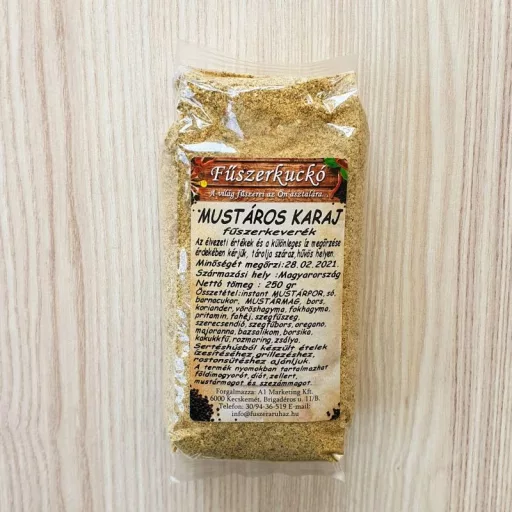 Fűszerkuckó
A világ fűszerei az Ön asztalára...
MUSTÁROS KARAJ
fűszerkeverék
Az élvezeti értékek és a különleges íz megőrzése
érdekében kérjük, tárolja száraz, hűvös helyen.
Minőségét megőrzi:28.02.2021.
Származási hely :Magyarország
Nettó tömeg : 250 gr
Összetétel:instant MUSTÁRPOR, só,
barnacukor, MUSTÁRMAG, bors,
koriander, vöröshagyma, fokhagyma,
pritamin, fahéj, szegfűszeg,
szerecsendió, szegfűbors, oregano,
majoranna, bazsalikom, borsika,
kakukkfű, rozmaring, zsálya.
Sertéshúsból készült ételek
ízesítéséhez, grillezéshez,
rostonsütéshez ajánljuk.
A termék nyomokban tartalmazhat
földimogyorót, diót, zellert,
mustármagot és szezámmagot.
Forgalmazza: A1 Marketing Kft.
6000 Kecskemét, Brigadéros u. 11/B.
Telefon: 30/94-36-519 E-mail:
info@fuszeraruhaz.hu